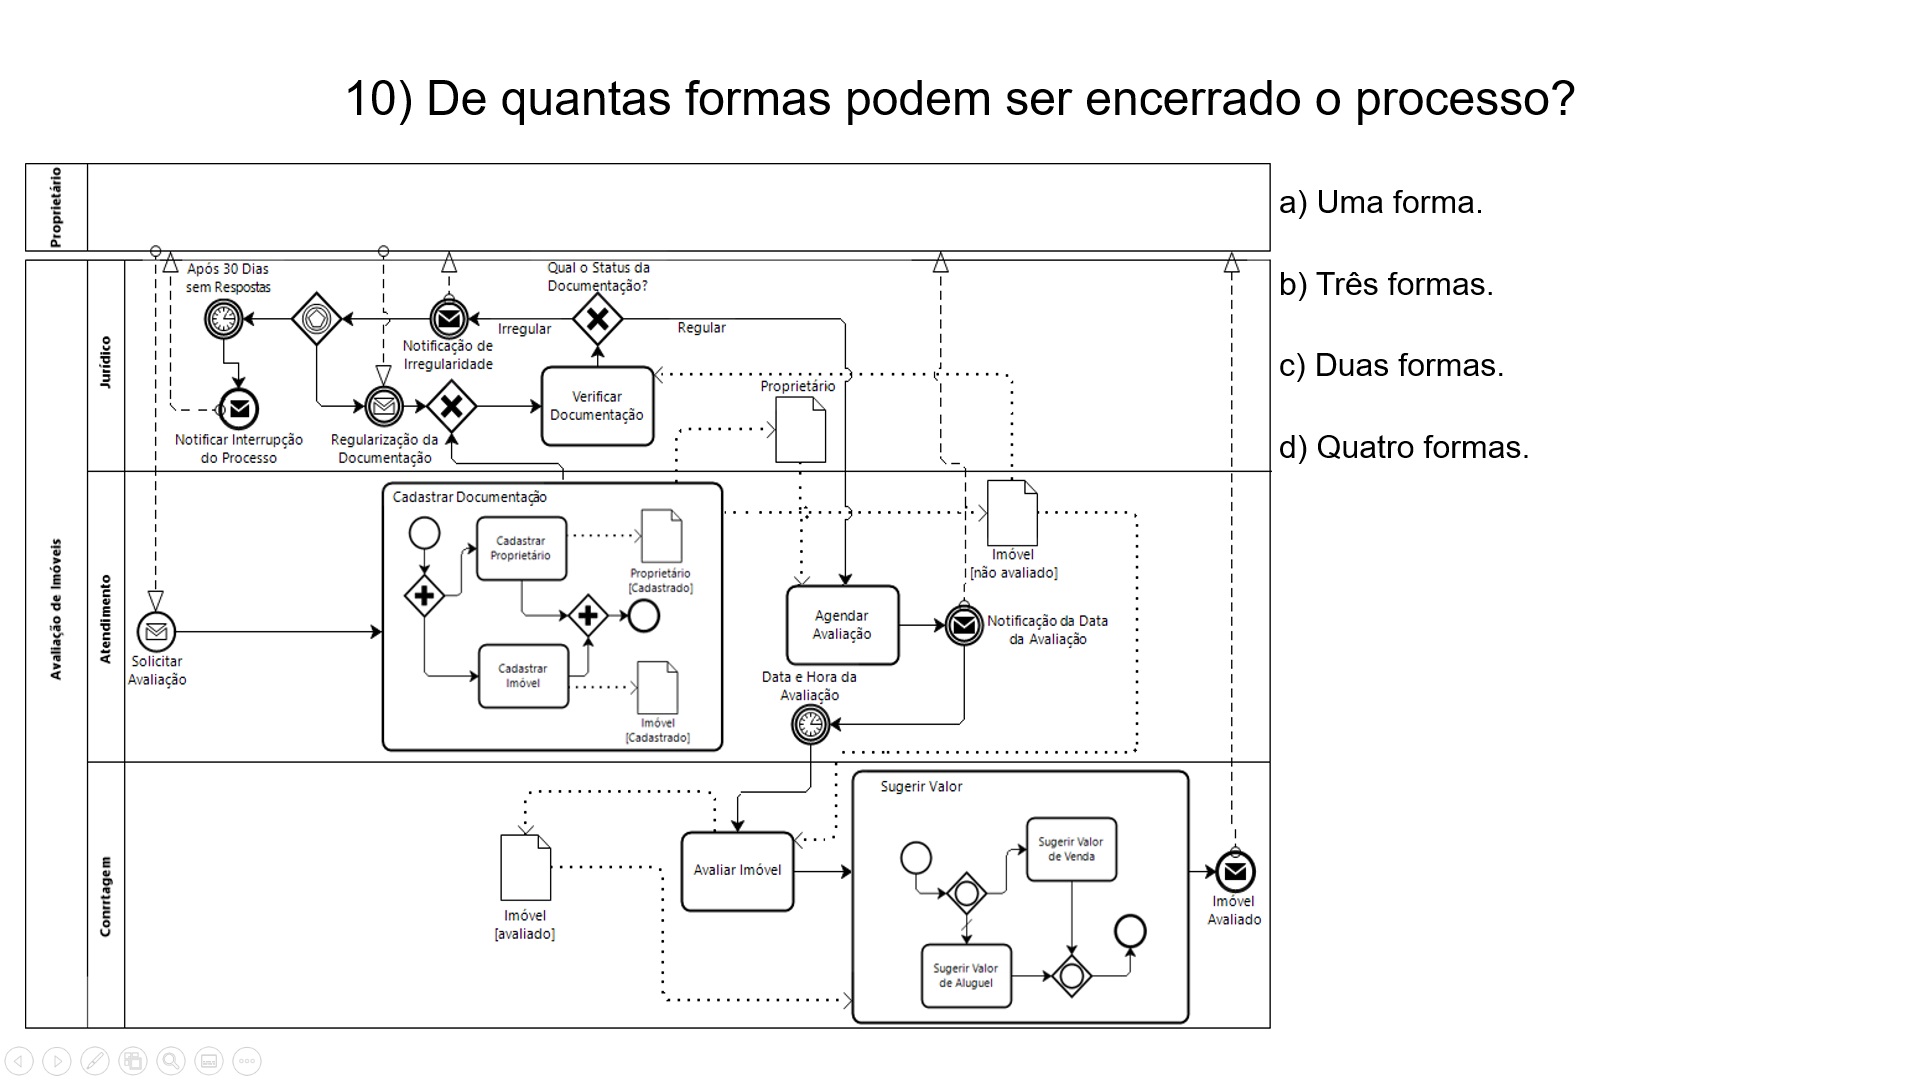 10) De quantas formas podem ser encerrado o processo?
a) Uma forma.
b) Três formas.
c) Duas formas.
d) Quatro formas.
Proprietário
Avaliação de Imóveis
Jurídico
Após 30 Dias
sem Respostas
Qual o Status da
Documentação?
Irregular
Regular
Notificação de
Irregularidade
Verificar
Documentação
Proprietário
Notificar Interrupção
do Processo
Regularização da
Documentação
Atendimento
Cadastrar Documentação
Cadastrar
Proprietário
Proprietário
[Cadastrado]
Cadastrar
Imóvel
Imóvel
[Cadastrado]
Solicitar
Avaliação
Imóvel
[não avaliado]
Agendar
Avaliação
Notificação da Data
da Avaliação
Data e Hora da
Avaliação
Conrrtagem
Imóvel
[avaliado]
Avaliar Imóvel
Sugerir Valor
Sugerir Valor
de Venda
Sugerir Valor
de Aluguel
Imóvel
Avaliado